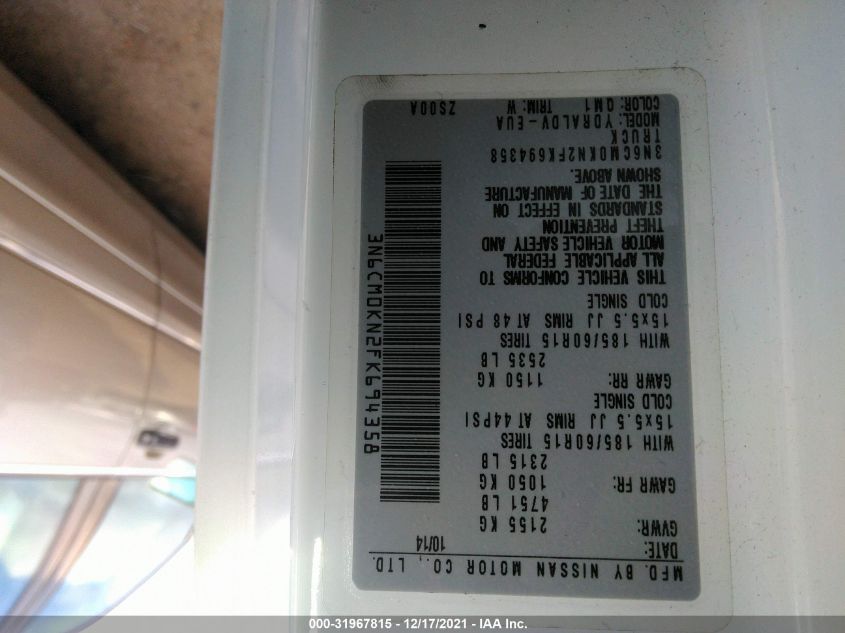 MFD. BY NISSAN MOTOR CO., LTD.
DATE: 10/14
GVWR: 2155 KG
4751 LB
GAWR FR: 1050 KG
2315 LB
WITH 185/60R15 TIRES
15x5.5 JJ RIMS AT 44PSI
COLD SINGLE
GAWR RR: 1150 KG
2535 LB
WITH 185/60R15 TIRES
15x5.5 JJ RIMS AT 48 PSI
COLD SINGLE
THIS VEHICLE CONFORMS TO
ALL APPLICABLE FEDERAL
MOTOR VEHICLE SAFETY AND
THEFT PREVENTION
STANDARDS IN EFFECT ON
THE DATE OF MANUFACTURE
SHOWN ABOVE.
3N6CM0KN2FK694358
TRUCK
MODEL: YDRALDV-EUA
COLOR: QM1 TRIM: W ZS00A
3N6CM0KN2FK694358
000-31967815 - 12/17/2021 - IAA Inc.